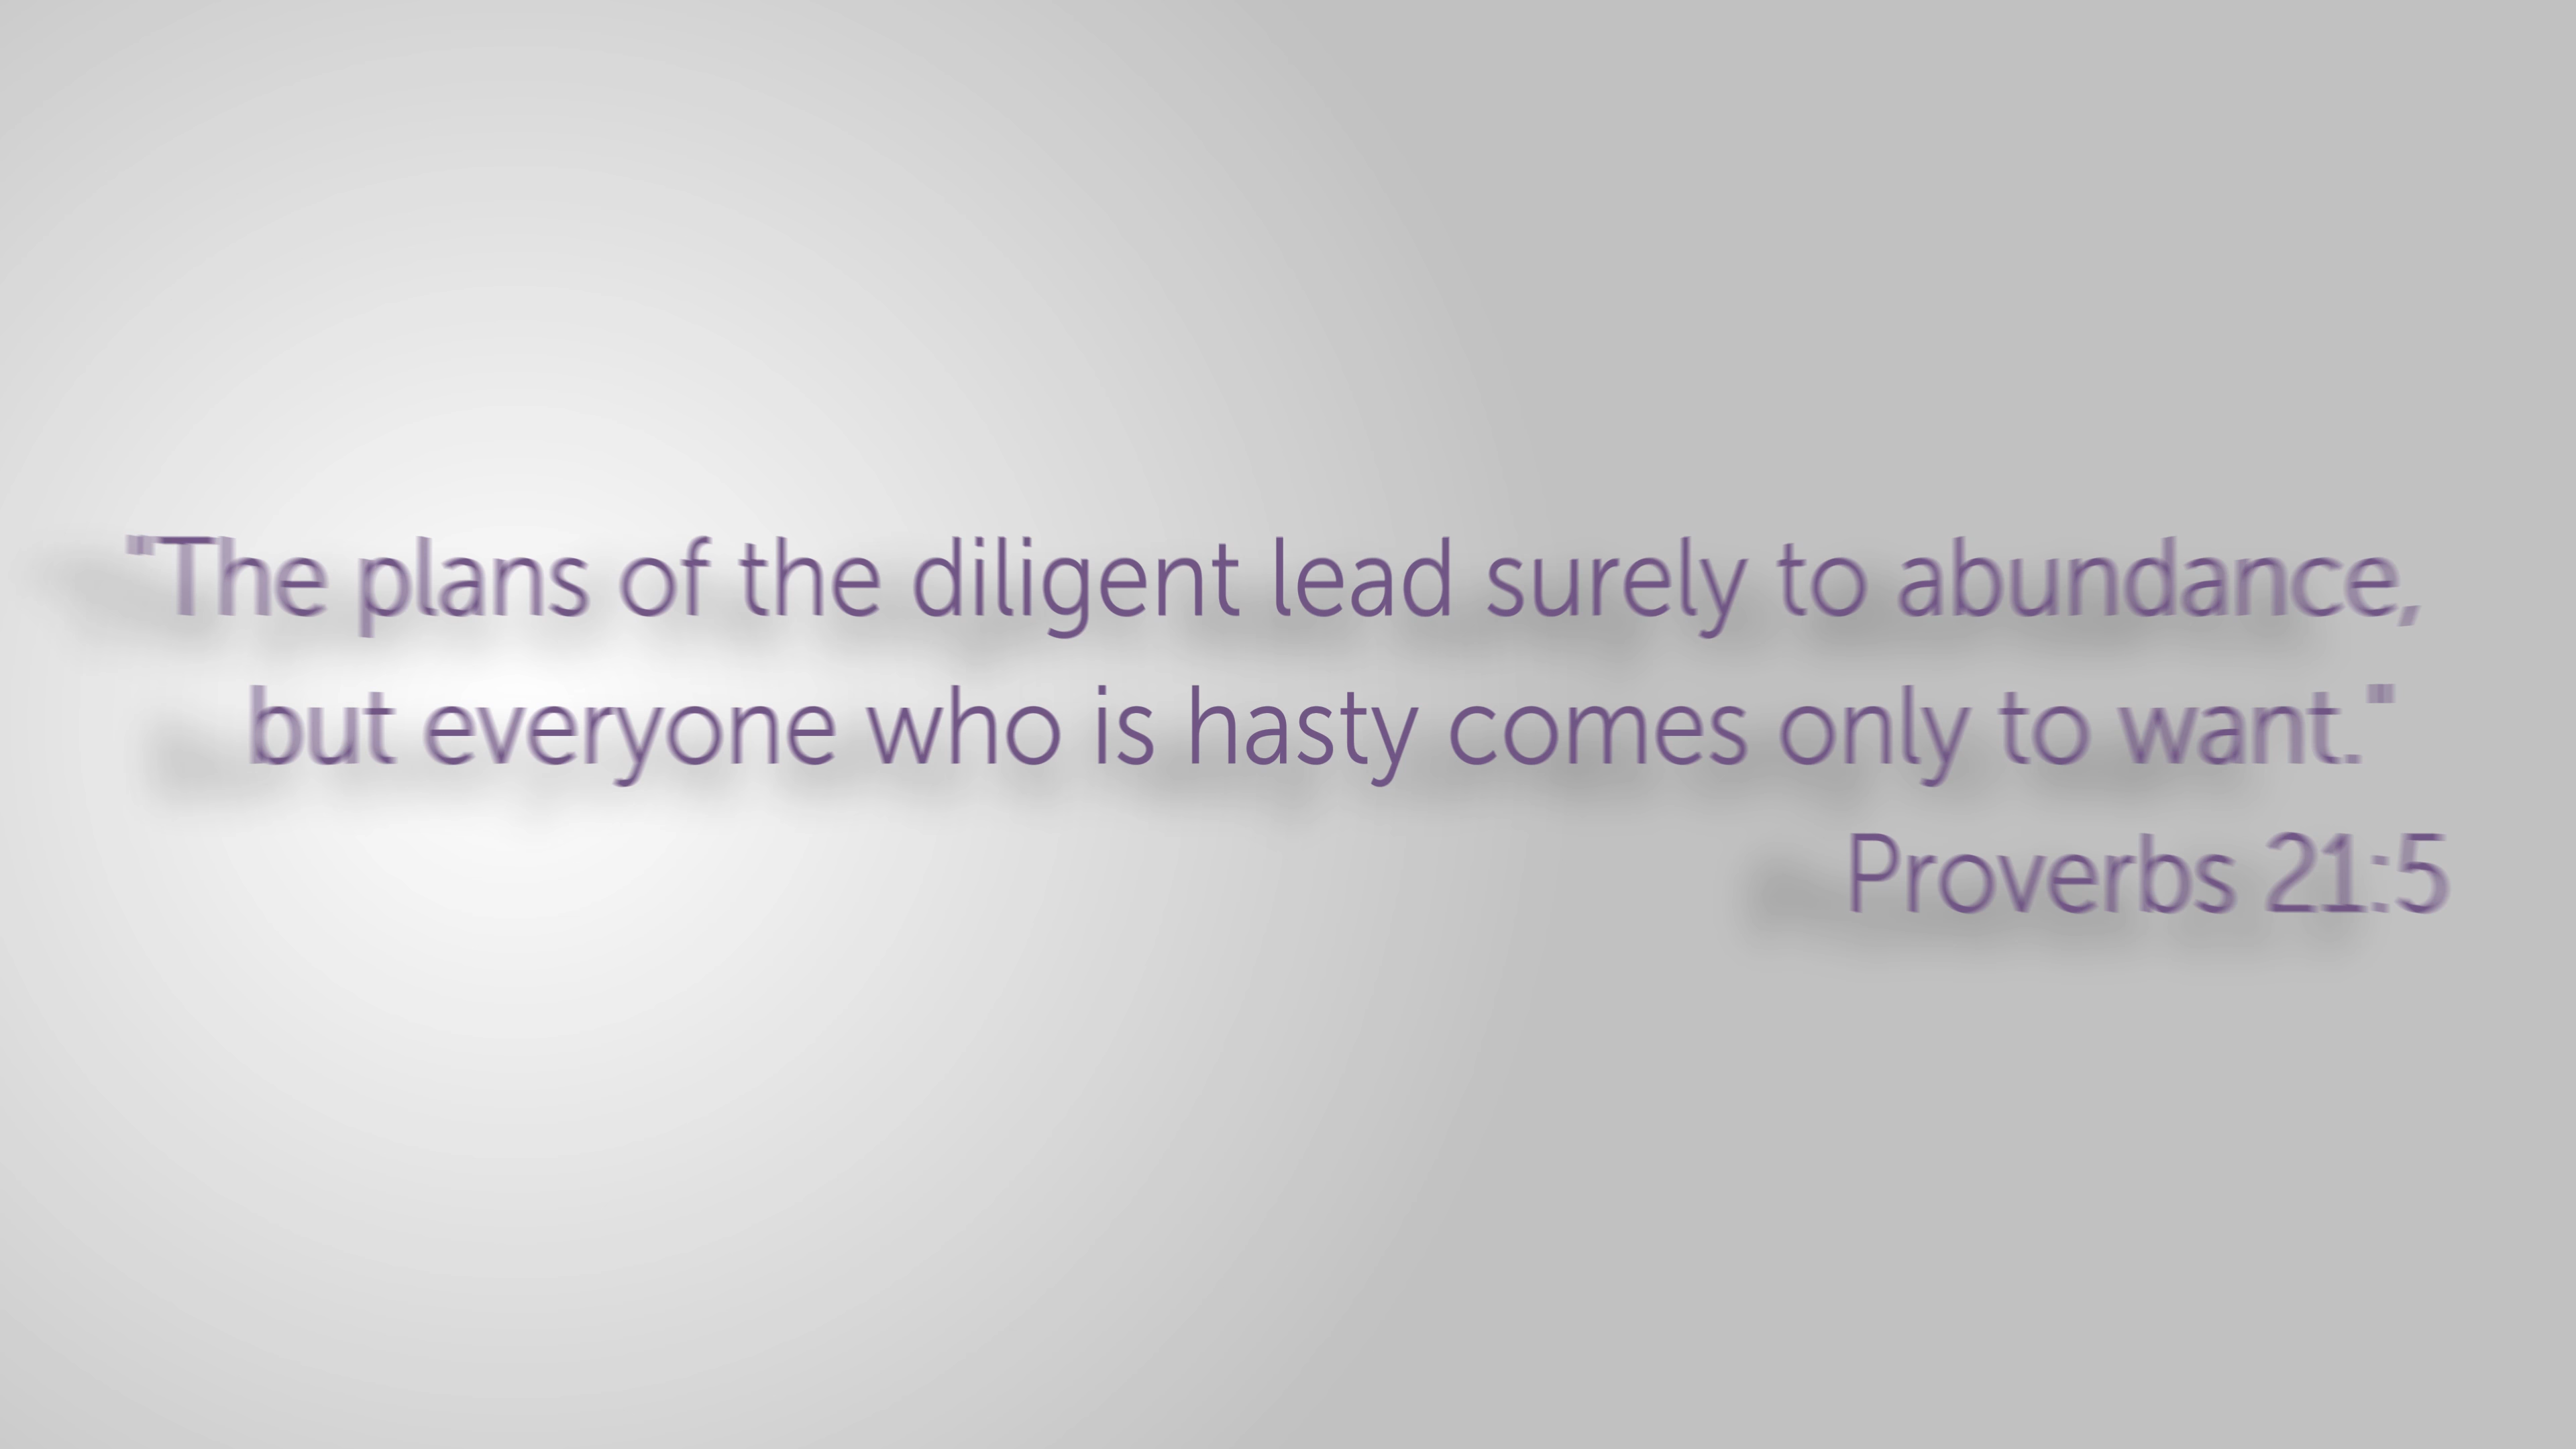 "The plans of the diligent lead surely to abundance,
but everyone who is hasty comes only to want."
Proverbs 21:5